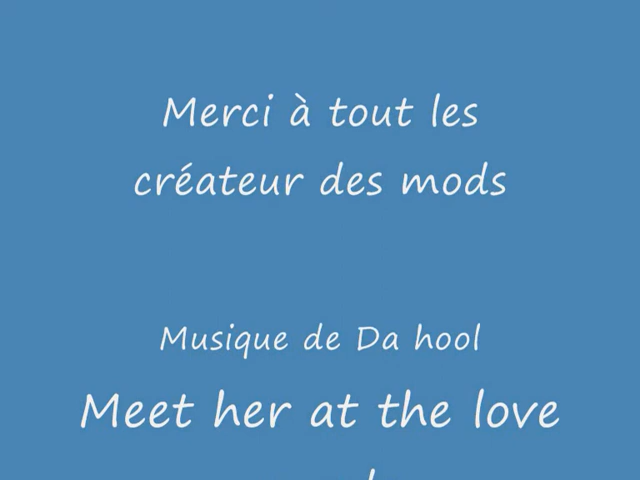 Merci à tout les
créateur des mods
Musique de Da hool
Meet her at the love